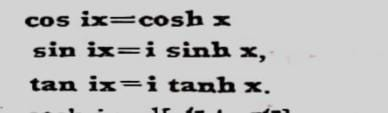 cos ix=cosh x
sin ix=i sinh x,
tan ix=i tanh x.